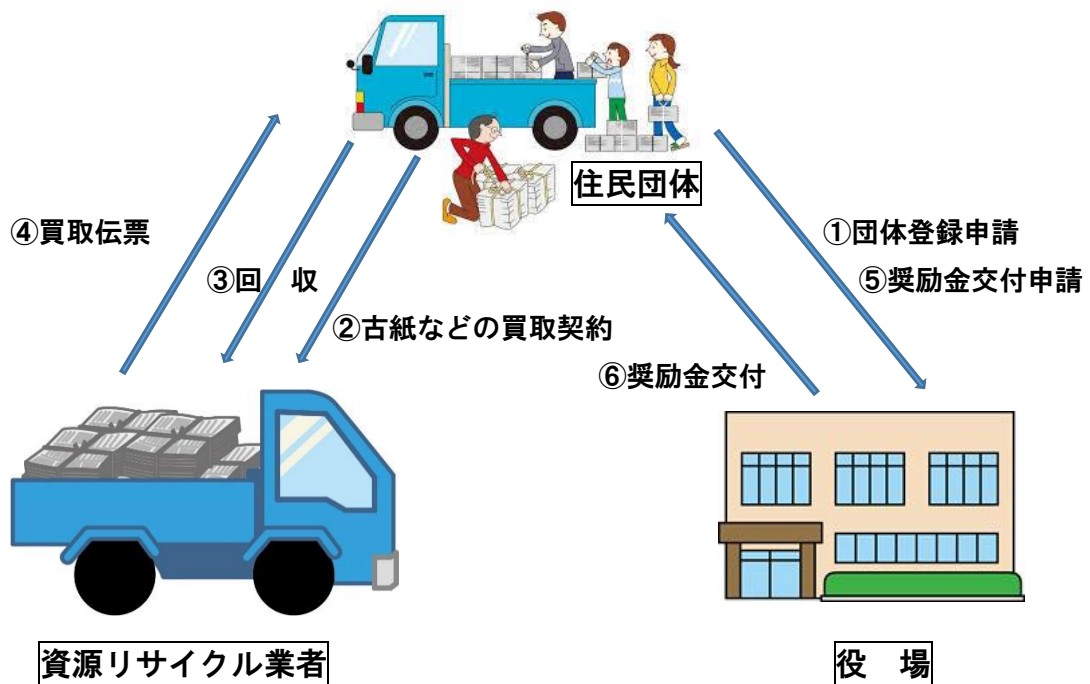 住民団体
④買取伝票
①団体登録申請
③回　収
⑤奨励金交付申請
②古紙などの買取契約
⑥奨励金交付
資源リサイクル業者
役　場